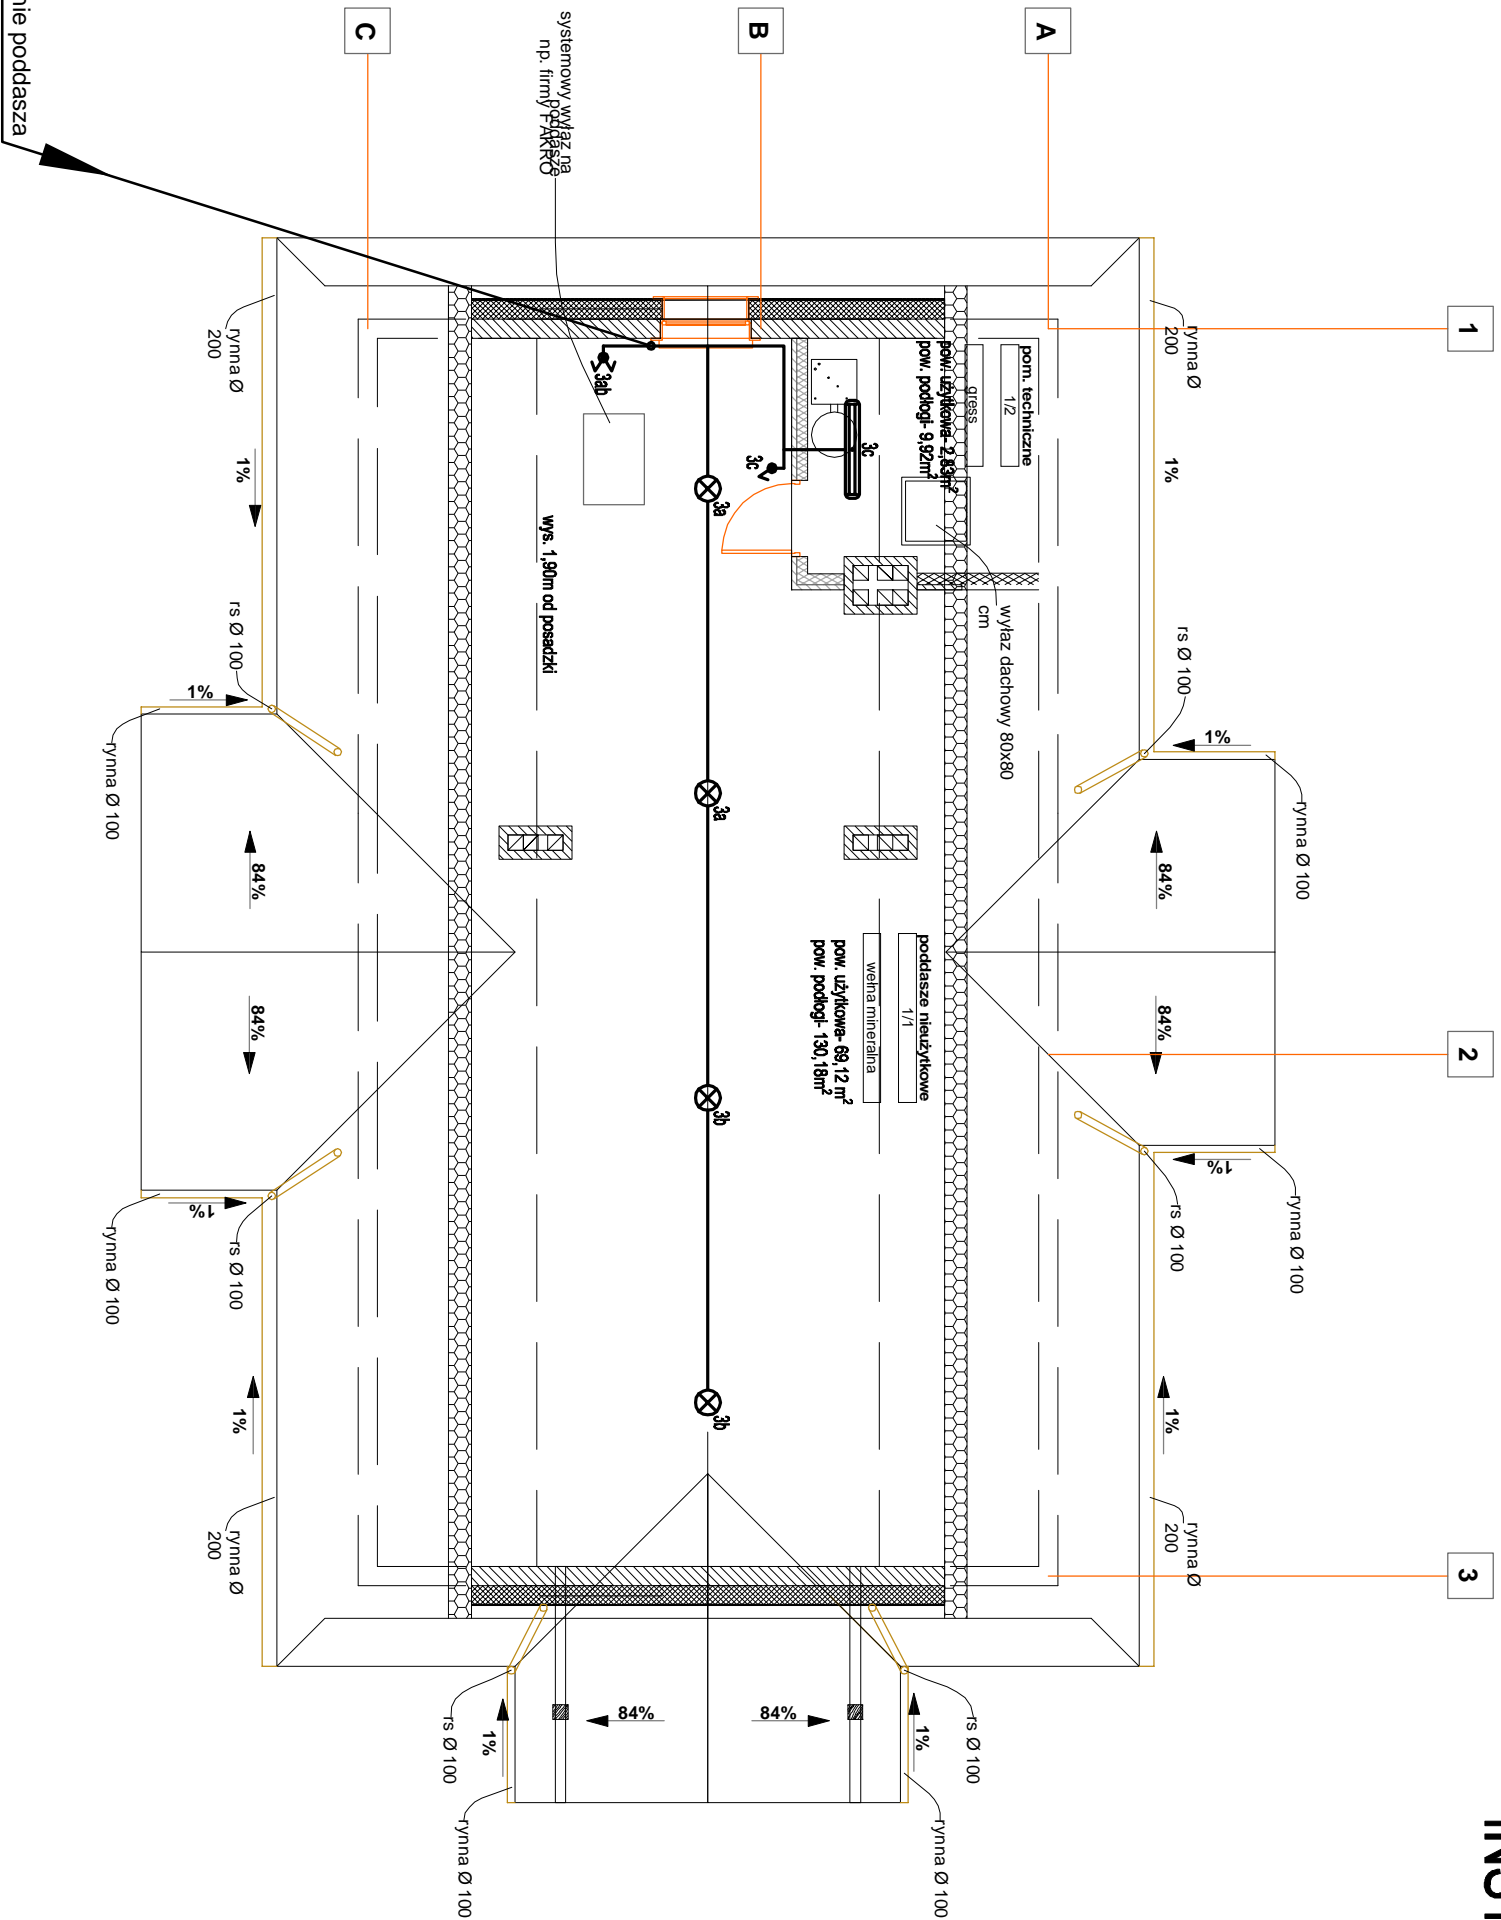 INST
1
2
3
A
B
C
rynna Ø
200
1%
rs Ø 100
1%
rynna Ø 100
84%
84%
1%
rynna Ø 100
rs Ø 100
1%
rynna Ø
200
pom. techniczne
1/2
gress
pow. użytkowa- 2,83m²
pow. podłogi- 9,92m²
wyłaz dachowy 80x80
cm
3c
3c
3a
3a
3b
3b
3ab
poddasze nieużytkowe
1/1
wełna mineralna
pow. użytkowa- 69,12 m²
pow. podłogi- 130,18m²
systemowy wyłaz na
poddasze
np. firmy FAKRO
wys. 1,90m od posadzki
rynna Ø
200
1%
rs Ø 100
1%
rynna Ø 100
84%
84%
1%
rynna Ø 100
rs Ø 100
1%
rynna Ø
200
84%
84%
rs Ø 100
1%
rynna Ø 100
rs Ø 100
1%
rynna Ø 100
nie poddasza